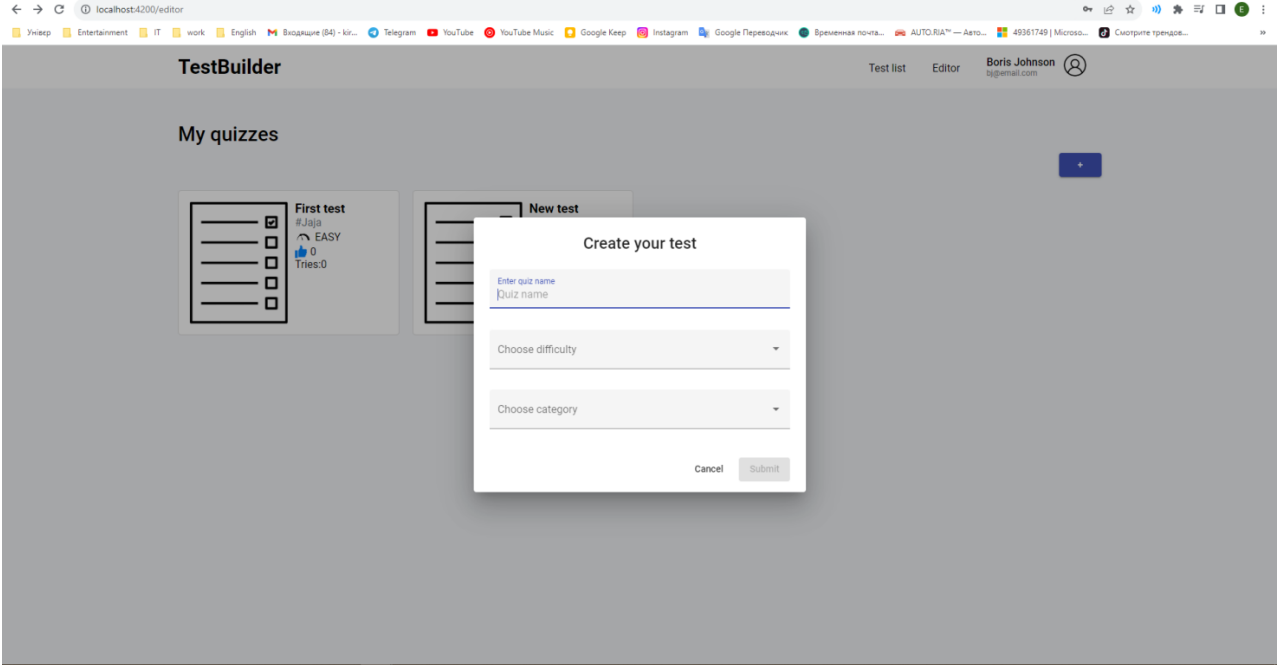 localhost:4200/editor
E
Універ
Entertainment
IT
work
English
Входящие (84) - kir...
Telegram
YouTube
YouTube Music
Google Keep
Instagram
Google Переводчик
Временная почта...
AUTO.RIA™ — Авто...
49361749 | Microso...
Смотрите трендов...
»
TestBuilder
Test list
Editor
Boris Johnson
bj@email.com
My quizzes
+
First test
#Jaja
EASY
0
Tries:0
New test
Create your test
Enter quiz name
Quiz name
Choose difficulty
Choose category
Cancel
Submit